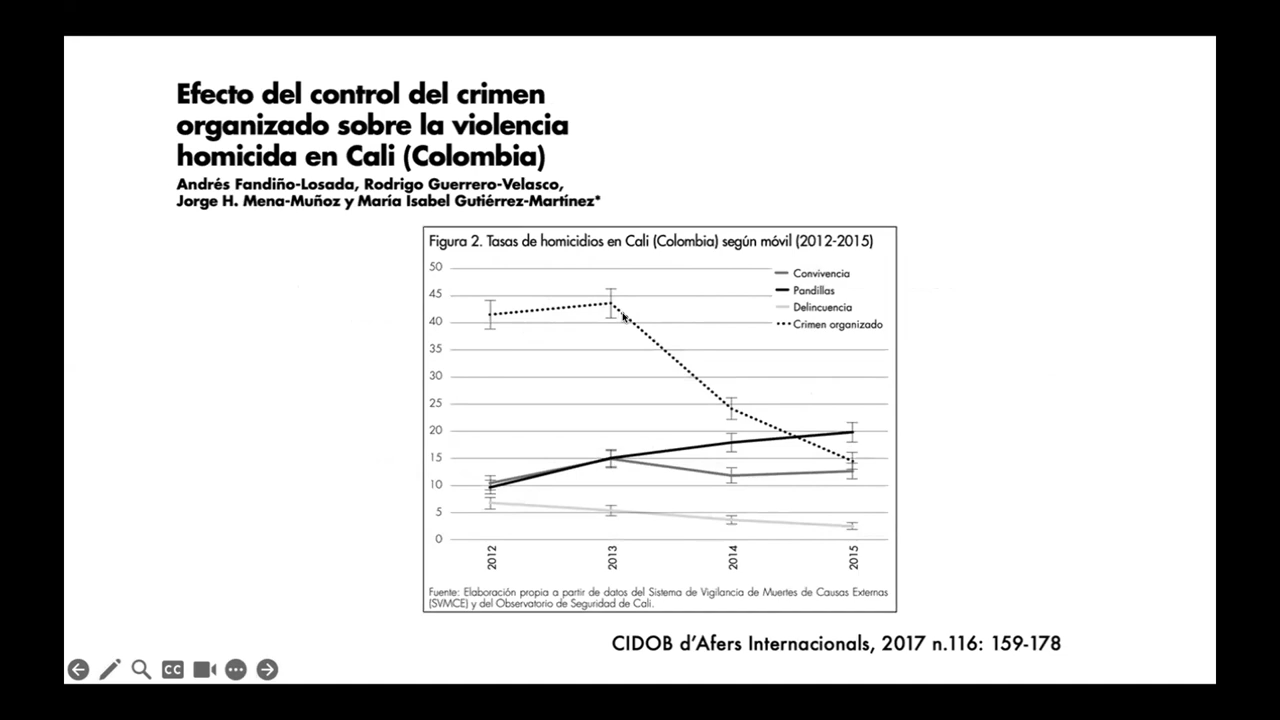 Efecto del control del crimen
organizado sobre la violencia
homicida en Cali (Colombia)
Andrés Fandiño-Losada, Rodrigo Guerrero-Velasco,
Jorge H. Mena-Muñoz y María Isabel Gutiérrez-Martínez*
Figura 2. Tasas de homicidios en Cali (Colombia) según móvil (2012-2015)
50
45
40
35
30
25
20
15
10
5
0
Convivencia
Pandillas
Delincuencia
Crimen organizado
2012
2013
2014
2015
Fuente: Elaboración propia a partir de datos del Sistema de Vigilancia de Muertes de Causas Externas
(SVMCE) y del Observatorio de Seguridad de Cali.
CIDOB d’Afers Internacionals, 2017 n.116: 159-178
CC